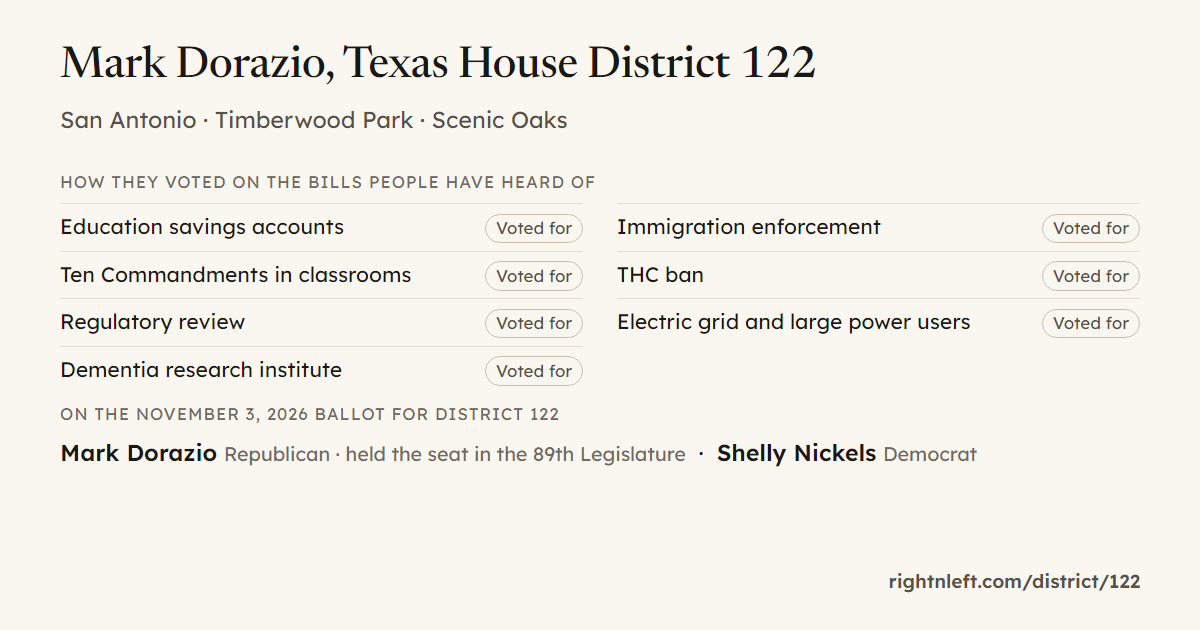 Mark Dorazio, Texas House District 122
San Antonio · Timberwood Park · Scenic Oaks
HOW THEY VOTED ON THE BILLS PEOPLE HAVE HEARD OF
Education savings accounts Voted for
Ten Commandments in classrooms Voted for
Regulatory review Voted for
Dementia research institute Voted for
Immigration enforcement Voted for
THC ban Voted for
Electric grid and large power users Voted for
ON THE NOVEMBER 3, 2026 BALLOT FOR DISTRICT 122
Mark Dorazio Republican · held the seat in the 89th Legislature · Shelly Nickels Democrat
rightnleft.com/district/122